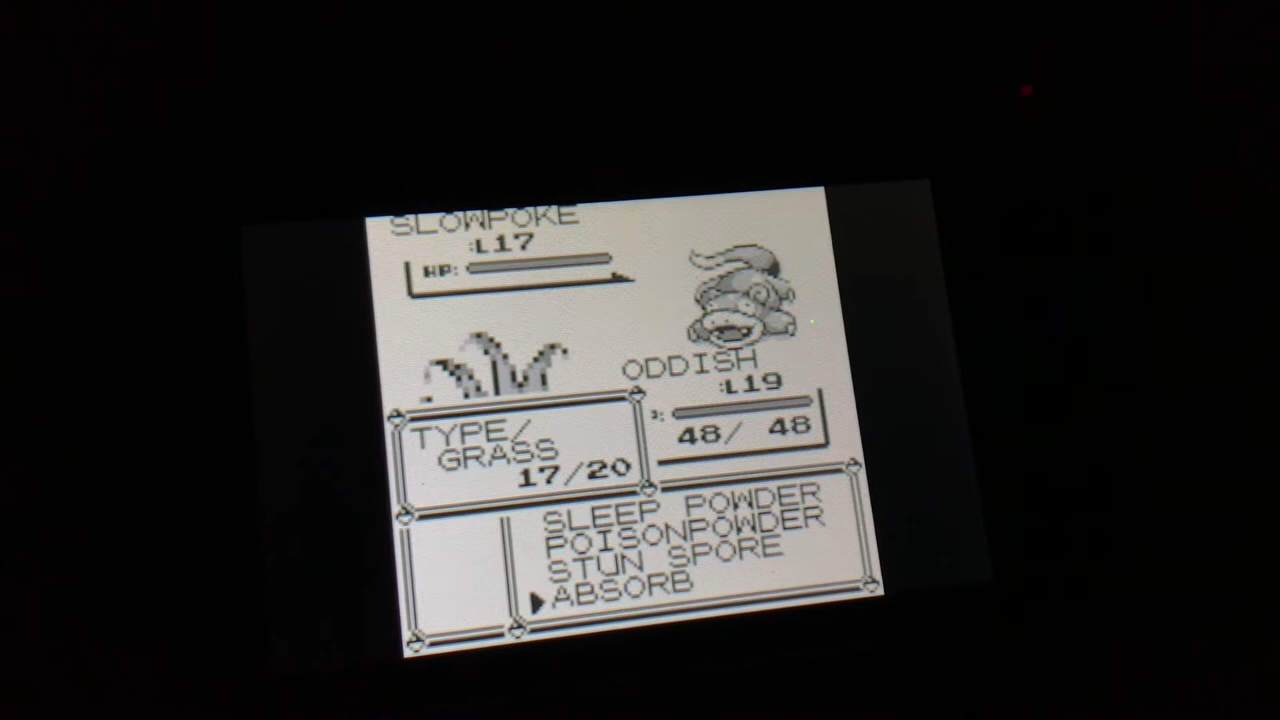 SLOWPOKE
:L17
HP:
ODDISH
:L19
48/ 48
TYPE/
GRASS
17/20
SLEEP POWDER
POISONPOWDER
STUN SPORE
▶ABSORB